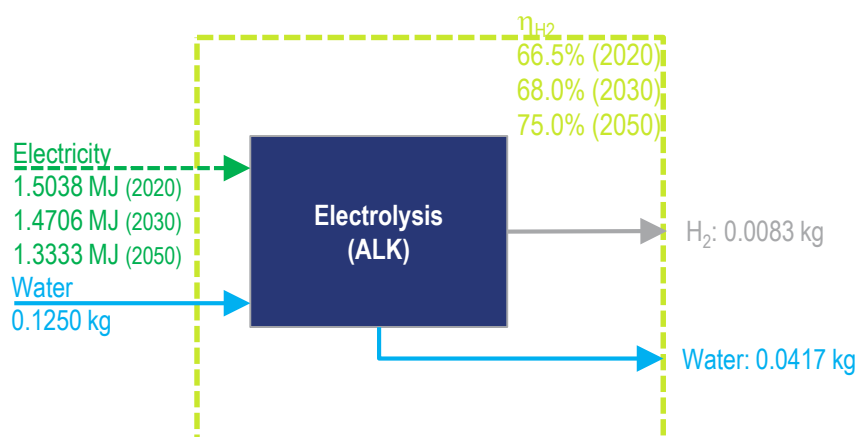 η_H2
66.5% (2020)
68.0% (2030)
75.0% (2050)
Electricity
1.5038 MJ (2020)
1.4706 MJ (2030)
1.3333 MJ (2050)
Water
0.1250 kg
Electrolysis
(ALK)
H₂: 0.0083 kg
Water: 0.0417 kg